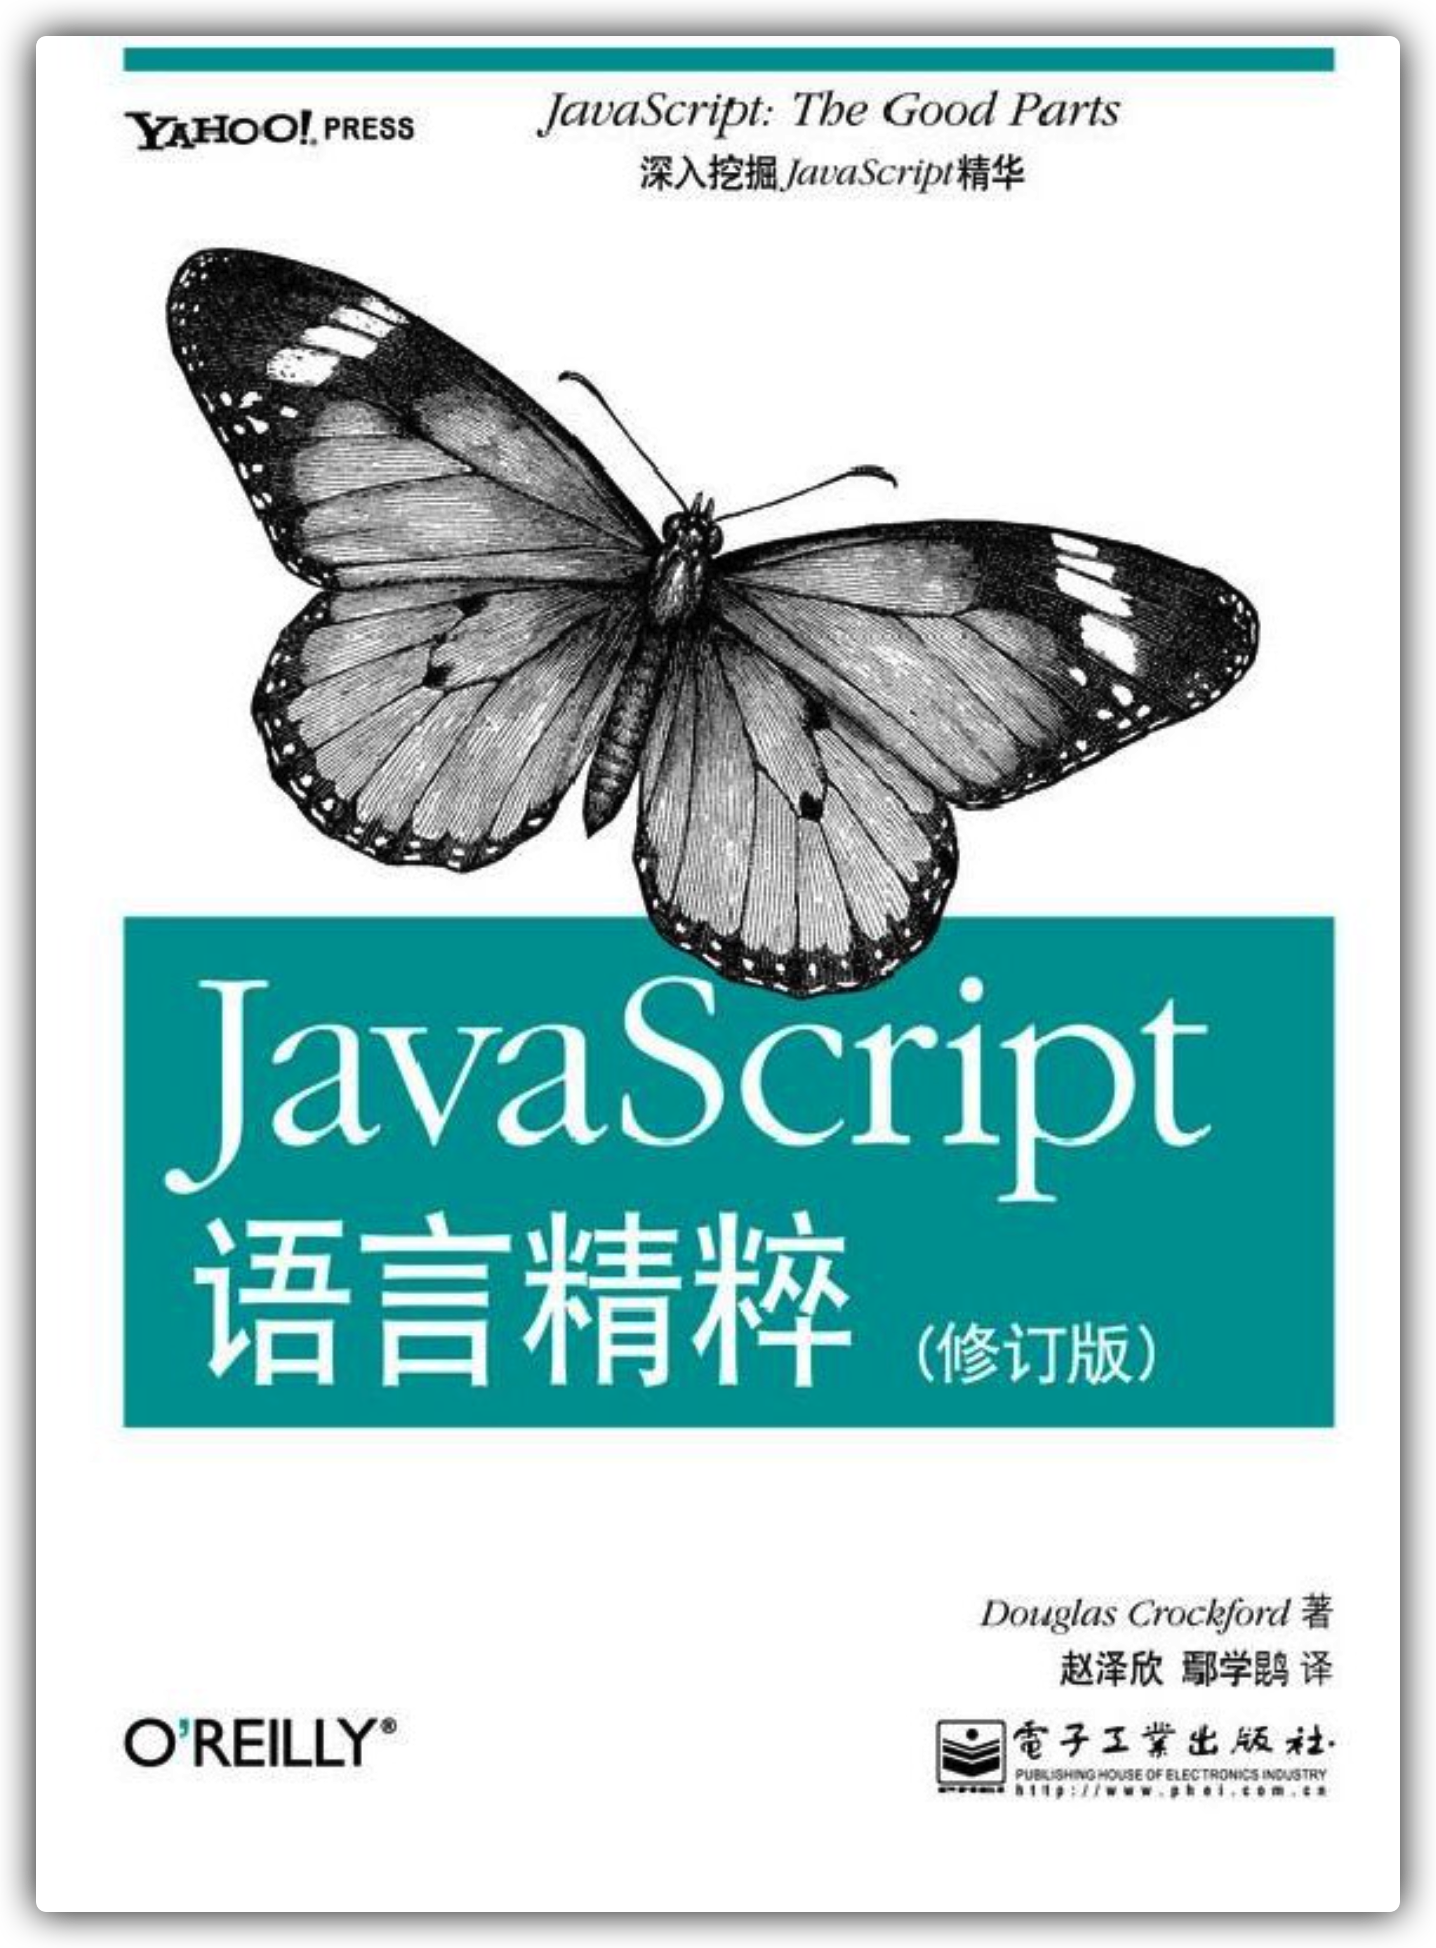 YAHOO! PRESS
JavaScript: The Good Parts
深入挖掘JavaScript精华
JavaScript
语言精粹 (修订版)
Douglas Crockford 著
赵泽欣 鄢学鹍 译
O'REILLY®
電子工業出版社·
PUBLISHING HOUSE OF ELECTRONICS INDUSTRY
http://www.phei.com.cn